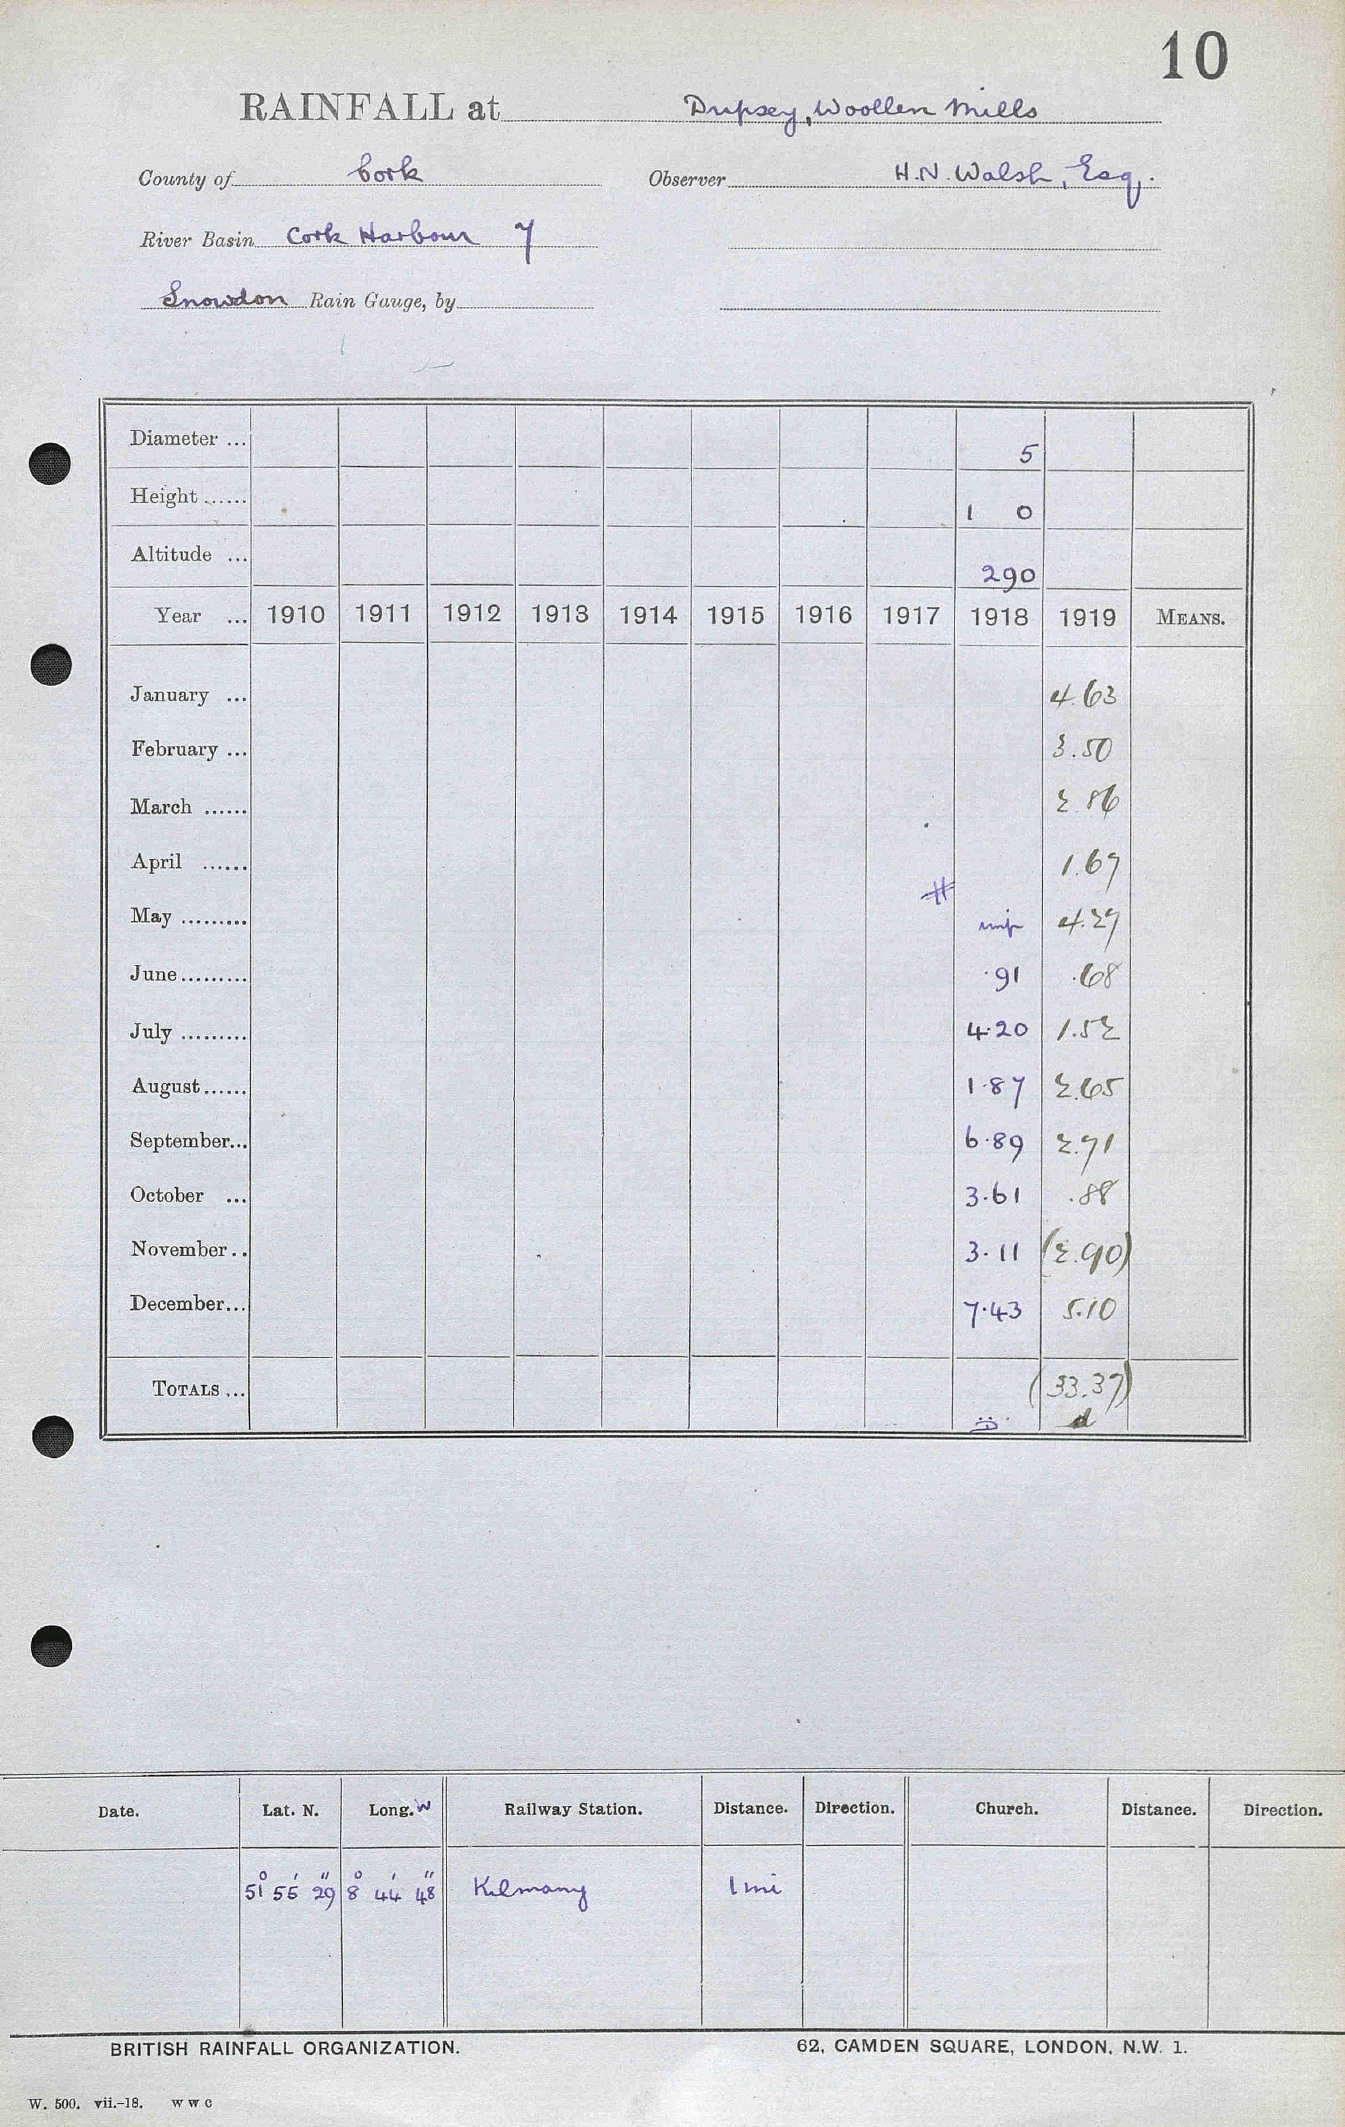 10
RAINFALL at Dripsey, Woollen Mills
County of Cork Observer H.N. Walsh, Esq.
River Basin Cork Harbour 7
Snowdon Rain Gauge, by
Diameter ... 5
Height ...... 1 0
Altitude ... 290
Year ... 1910 1911 1912 1913 1914 1915 1916 1917 1918 1919 MEANS.
January ... 4.63
February ... 3.50
March ...... 2.86
April ...... 1.67
#
May ......... imp 4.27
June ......... .91 .68
July ......... 4.20 1.52
August ...... 1.87 2.65
September... 6.89 2.71
October ... 3.61 .88
November.. 3.11 (2.90)
December... 7.43 5.10
TOTALS ... (33.37)
d
Date. Lat. N. Long. W Railway Station. Distance. Direction. Church. Distance. Direction.
51° 55' 29" 8° 44' 48" Kilmany 1 mi
BRITISH RAINFALL ORGANIZATION. 62, CAMDEN SQUARE, LONDON, N.W. 1.
W. 500. vii.–18. W W C